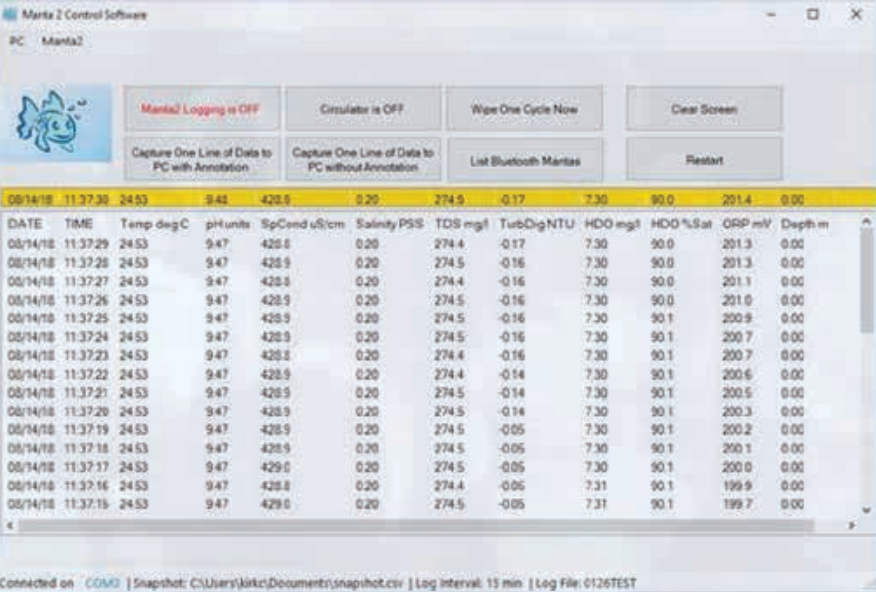 Manta 2 Control Software
PC Manta2
Manta2 Logging is OFF Circulator is OFF Wipe One Cycle Now Clear Screen
Capture One Line of Data to PC with Annotation Capture One Line of Data to PC without Annotation List Bluetooth Mantas Restart
08/14/18 11:37:30 24.53 9.48 428.8 0.20 274.5 -0.17 7.30 90.0 201.4 0.00
DATE TIME Temp deg C pH units SpCond uS/cm Salinity PSS TDS mg/l TurbDig NTU HDO mg/l HDO %Sat ORP mV Depth m
08/14/18 11:37:29 24.53 9.47 428.8 0.20 274.4 -0.17 7.30 90.0 201.3 0.00
08/14/18 11:37:28 24.53 9.47 428.9 0.20 274.5 -0.16 7.30 90.0 201.3 0.00
08/14/18 11:37:27 24.53 9.47 428.8 0.20 274.4 -0.16 7.30 90.0 201.1 0.00
08/14/18 11:37:26 24.53 9.47 428.9 0.20 274.5 -0.16 7.30 90.0 201.0 0.00
08/14/18 11:37:25 24.53 9.47 428.9 0.20 274.5 -0.16 7.30 90.1 200.9 0.00
08/14/18 11:37:24 24.53 9.47 428.8 0.20 274.5 -0.16 7.30 90.1 200.7 0.00
08/14/18 11:37:23 24.53 9.47 428.8 0.20 274.4 -0.16 7.30 90.1 200.7 0.00
08/14/18 11:37:22 24.53 9.47 428.9 0.20 274.4 -0.14 7.30 90.1 200.6 0.00
08/14/18 11:37:21 24.53 9.47 428.9 0.20 274.5 -0.14 7.30 90.1 200.5 0.00
08/14/18 11:37:20 24.53 9.47 428.9 0.20 274.5 -0.14 7.30 90.1 200.3 0.00
08/14/18 11:37:19 24.53 9.47 428.9 0.20 274.5 -0.05 7.30 90.1 200.2 0.00
08/14/18 11:37:18 24.53 9.47 428.9 0.20 274.5 -0.05 7.30 90.1 200.1 0.00
08/14/18 11:37:17 24.53 9.47 429.0 0.20 274.5 -0.05 7.30 90.1 200.0 0.00
08/14/18 11:37:16 24.53 9.47 428.8 0.20 274.4 -0.05 7.31 90.1 199.9 0.00
08/14/18 11:37:15 24.53 9.47 429.0 0.20 274.5 -0.05 7.31 90.1 199.7 0.00
Connected on COM3 | Snapshot: C:\Users\kirkc\Documents\snapshot.csv | Log Interval: 15 min | Log File: 0126TEST